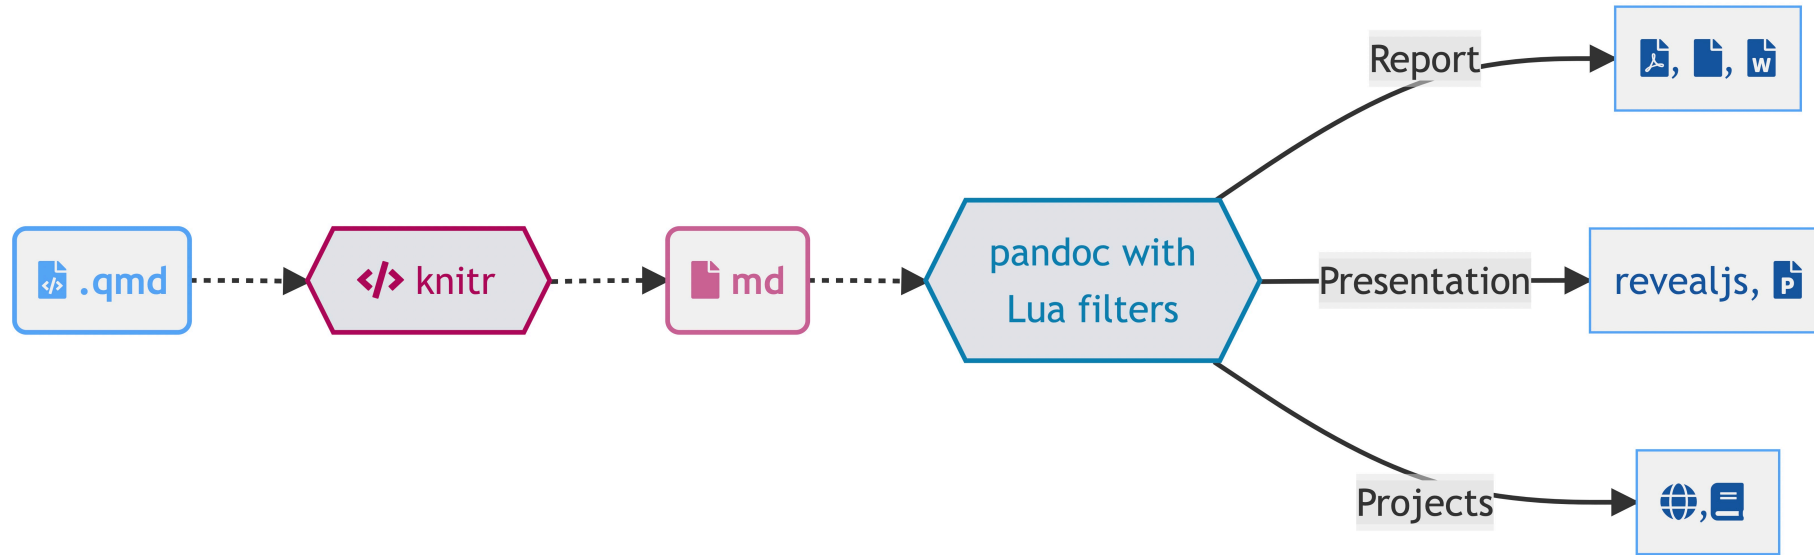 .qmd
</> knitr
md
pandoc with
Lua filters
Report
, , W
Presentation
revealjs, P
Projects
,